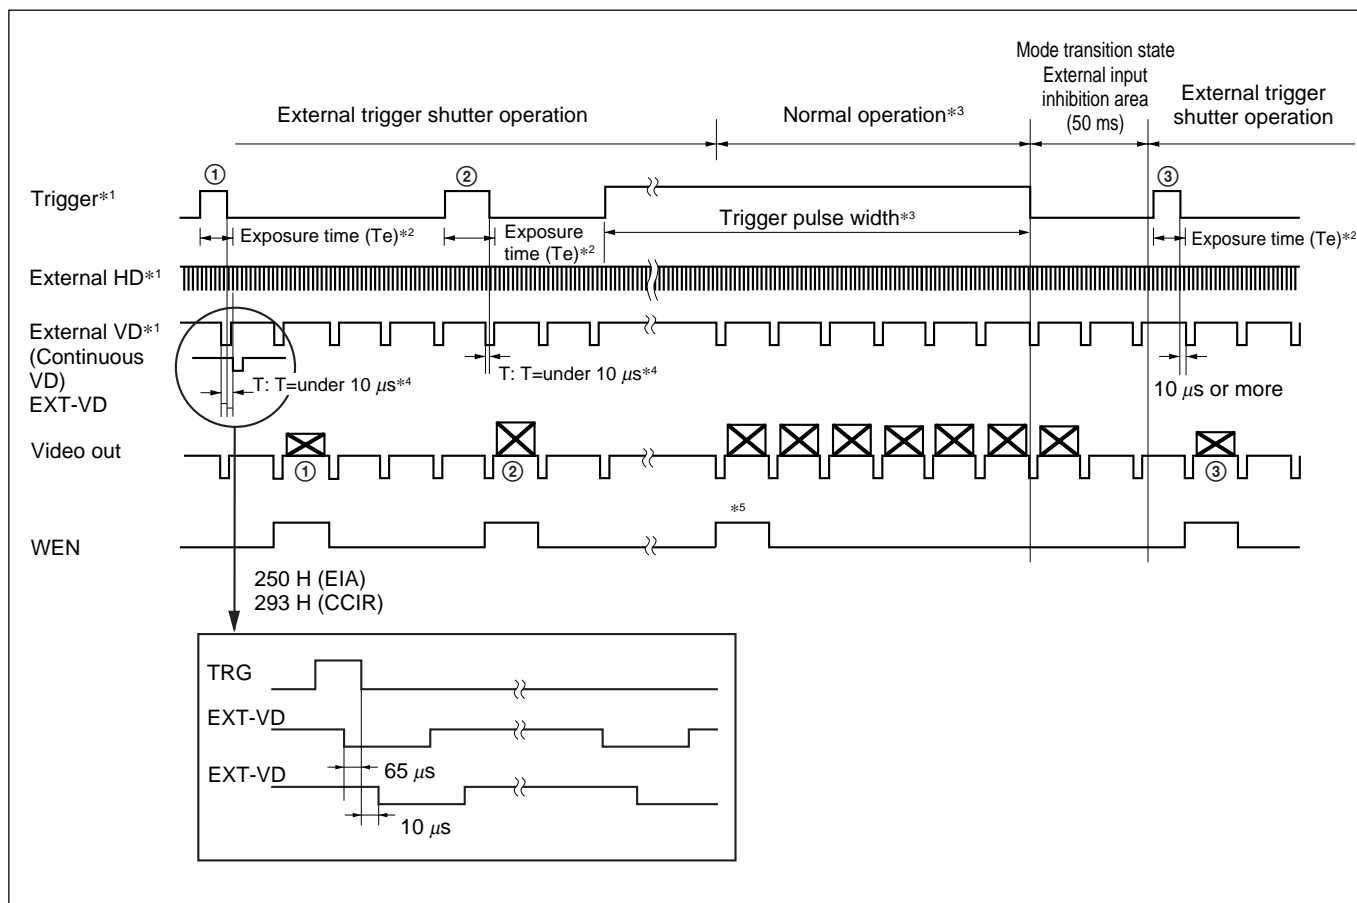 Mode transition state
External input
inhibition area
(50 ms)
External trigger shutter operation
Normal operation*3
External trigger
shutter operation
Trigger*1
①
②
③
Exposure time (Te)*2
Exposure
time (Te)*2
Trigger pulse width*3
Exposure time (Te)*2
External HD*1
External VD*1
(Continuous
VD)
EXT-VD
T: T=under 10 µs*4
T: T=under 10 µs*4
10 µs or more
Video out
①
②
③
*5
WEN
250 H (EIA)
293 H (CCIR)
TRG
EXT-VD
65 µs
EXT-VD
10 µs